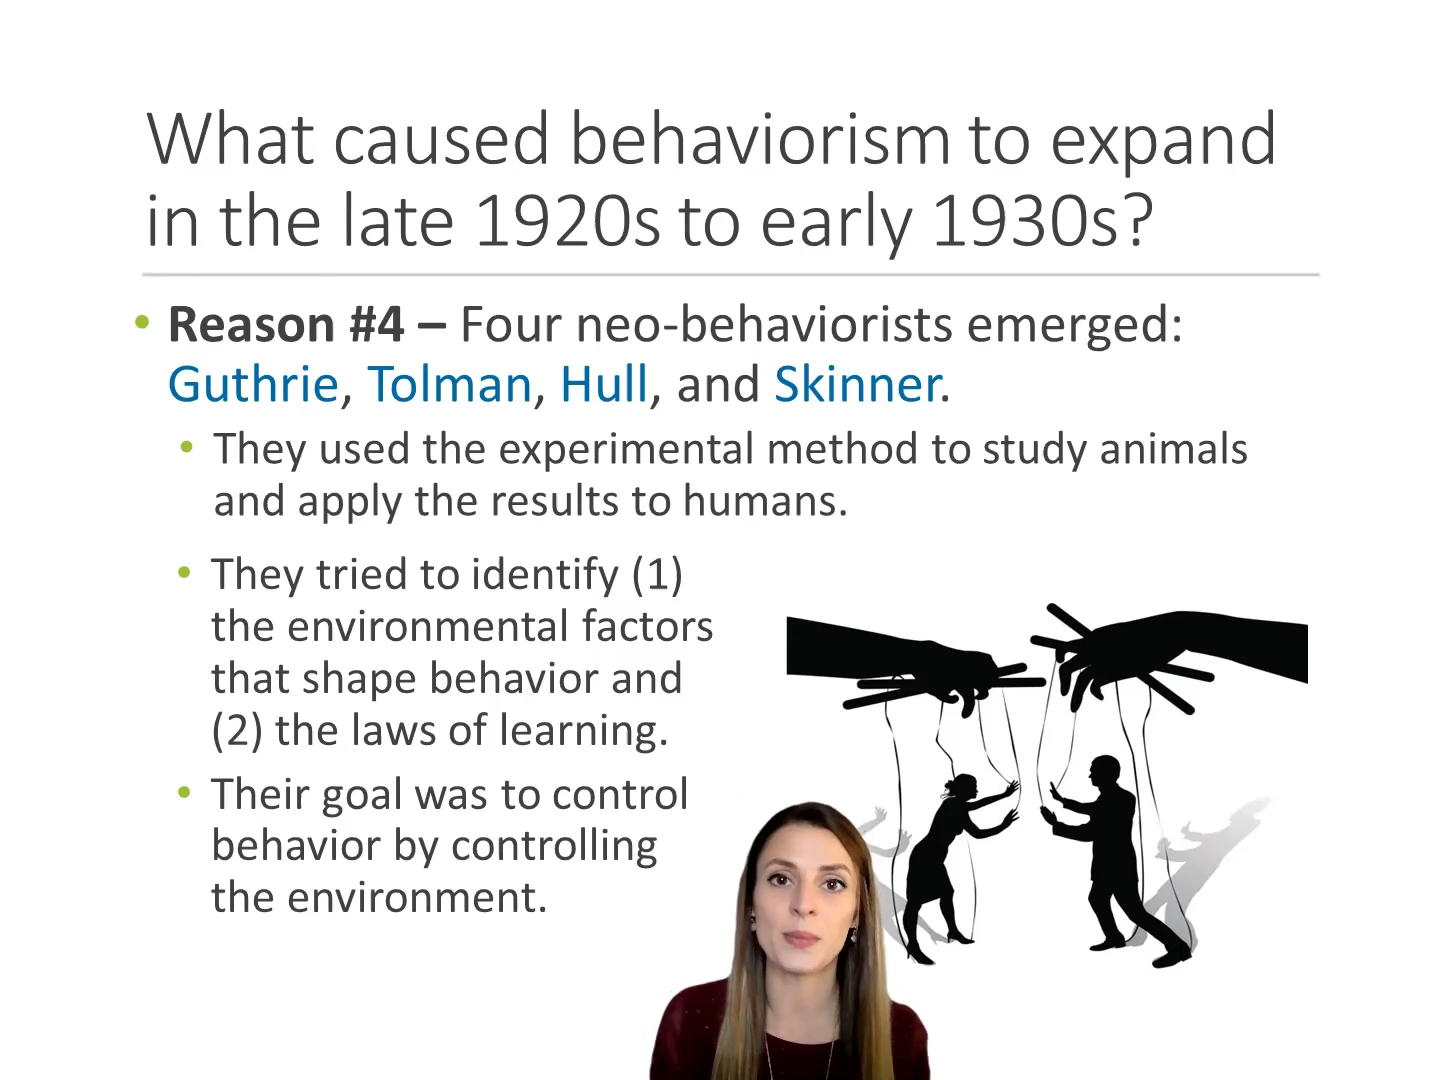 What caused behaviorism to expand
in the late 1920s to early 1930s?
• Reason #4 – Four neo-behaviorists emerged:
Guthrie, Tolman, Hull, and Skinner.
• They used the experimental method to study animals
and apply the results to humans.
• They tried to identify (1)
the environmental factors
that shape behavior and
(2) the laws of learning.
• Their goal was to control
behavior by controlling
the environment.